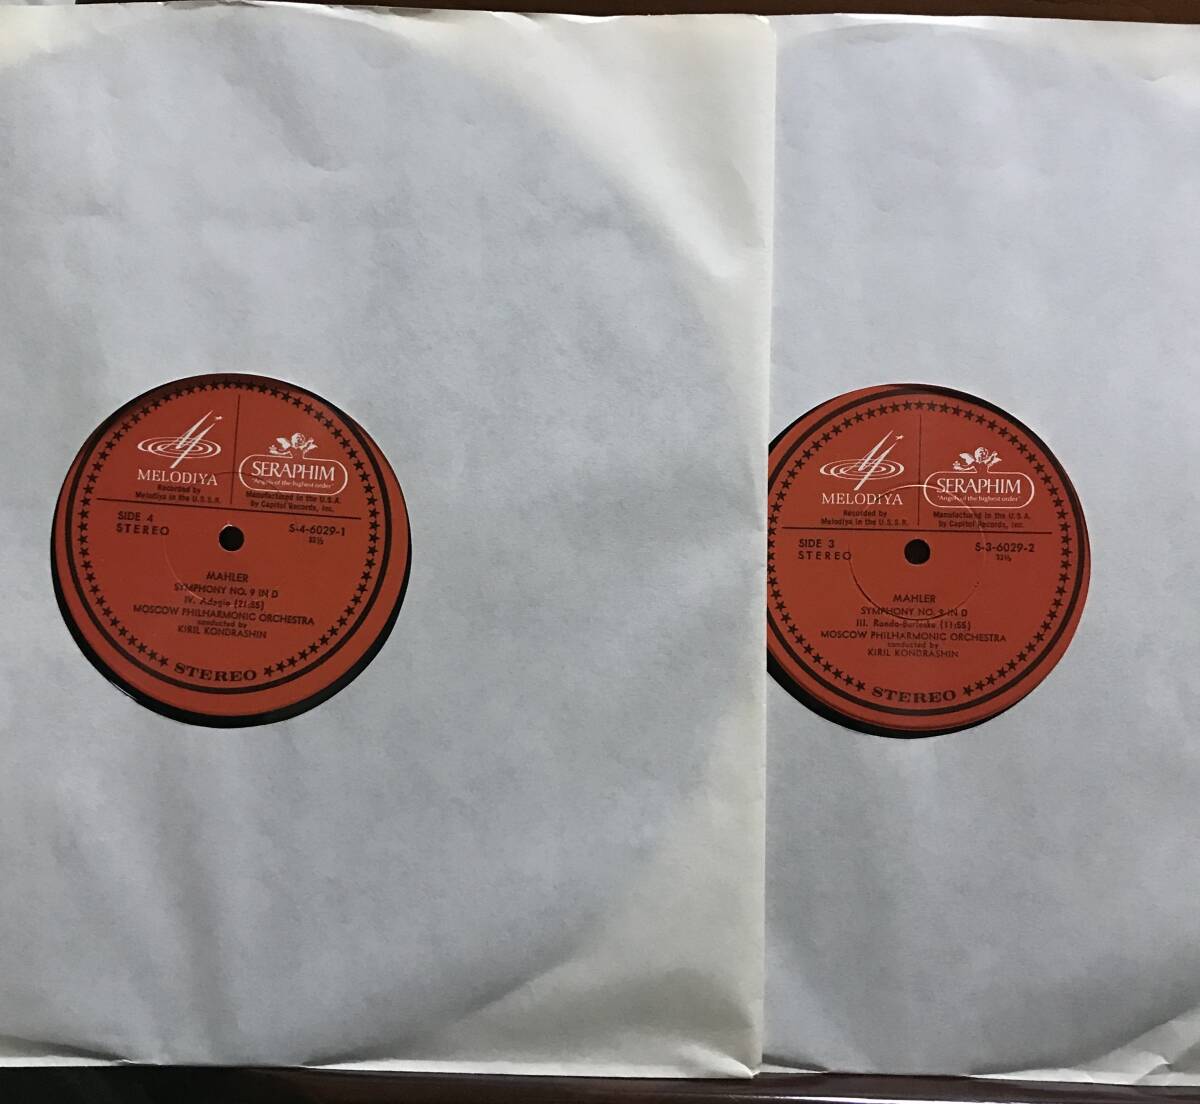 MELODIYA
Recorded by
Melodiya in the U.S.S.R.
SERAPHIM
"Angels of the highest order"
Manufactured in the U.S.A.
by Capitol Records, Inc.
SIDE 4
STEREO
S-4-6029-1
33⅓
MAHLER
SYMPHONY NO. 9 IN D
IV. Adagio (21:55)
MOSCOW PHILHARMONIC ORCHESTRA
conducted by
KIRIL KONDRASHIN
STEREO
MELODIYA
Recorded by
Melodiya in the U.S.S.R.
SERAPHIM
"Angels of the highest order"
Manufactured in the U.S.A.
by Capitol Records, Inc.
SIDE 3
STEREO
S-3-6029-2
33⅓
MAHLER
SYMPHONY NO. 9 IN D
III. Rondo-Burleske (11:55)
MOSCOW PHILHARMONIC ORCHESTRA
conducted by
KIRIL KONDRASHIN
STEREO